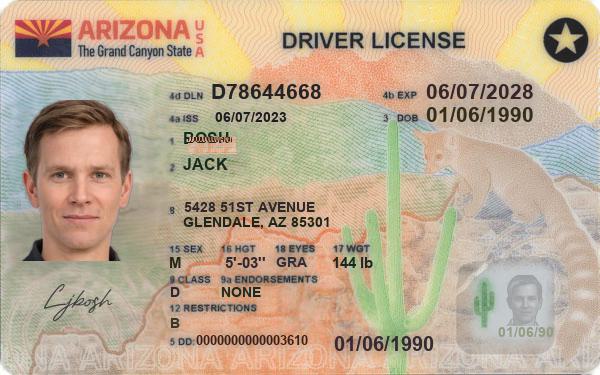 ARIZONA USA
The Grand Canyon State
DRIVER LICENSE
4d DLN D78644668 4b EXP 06/07/2028
4a ISS 06/07/2023 3 DOB 01/06/1990
1
2 JACK
8 5428 51ST AVENUE
GLENDALE, AZ 85301
15 SEX 16 HGT 18 EYES 17 WGT
M 5'-03" GRA 144 lb
9 CLASS 9a ENDORSEMENTS
D NONE
12 RESTRICTIONS
B
5 DD: 0000000000003610 01/06/1990
01/06/90
ARIZONA ARIZONA ARIZONA ARIZONA